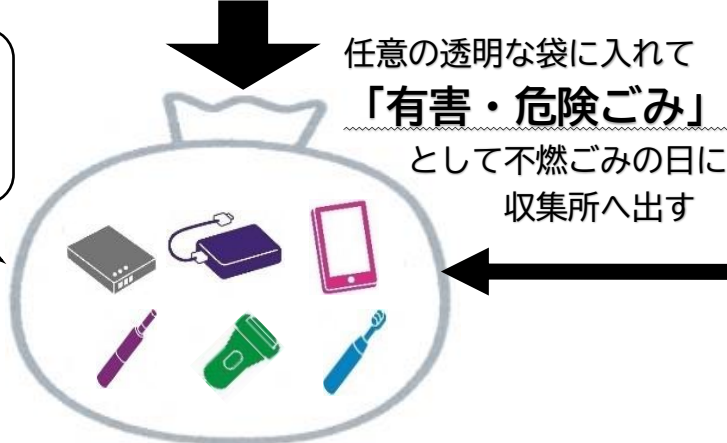 任意の透明な袋に入れて
「有害・危険ごみ」
として不燃ごみの日に
収集所へ出す